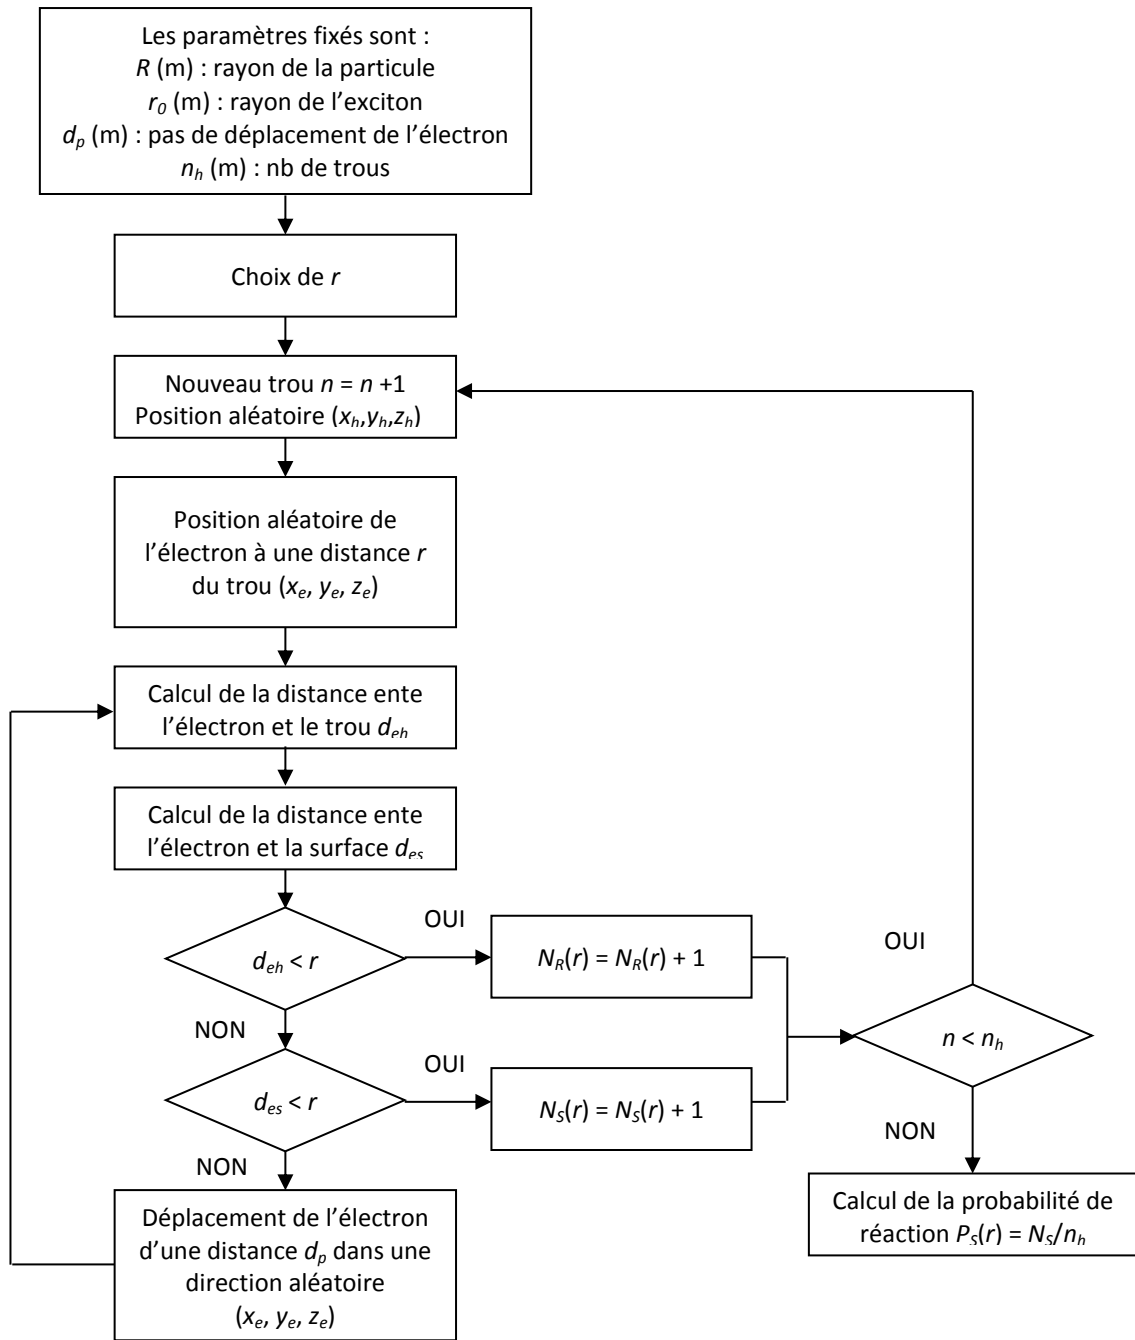 Les paramètres fixés sont :
R (m) : rayon de la particule
r0 (m) : rayon de l'exciton
dp (m) : pas de déplacement de l'électron
nh (m) : nb de trous
Choix de r
Nouveau trou n = n +1
Position aléatoire (xh,yh,zh)
Position aléatoire de
l'électron à une distance r
du trou (xe, ye, ze)
Calcul de la distance ente
l'électron et le trou deh
Calcul de la distance ente
l'électron et la surface des
deh < r
OUI
NR(r) = NR(r) + 1
NON
des < r
OUI
NS(r) = NS(r) + 1
NON
Déplacement de l'électron
d'une distance dp dans une
direction aléatoire
(xe, ye, ze)
OUI
n < nh
NON
Calcul de la probabilité de
réaction PS(r) = NS/nh